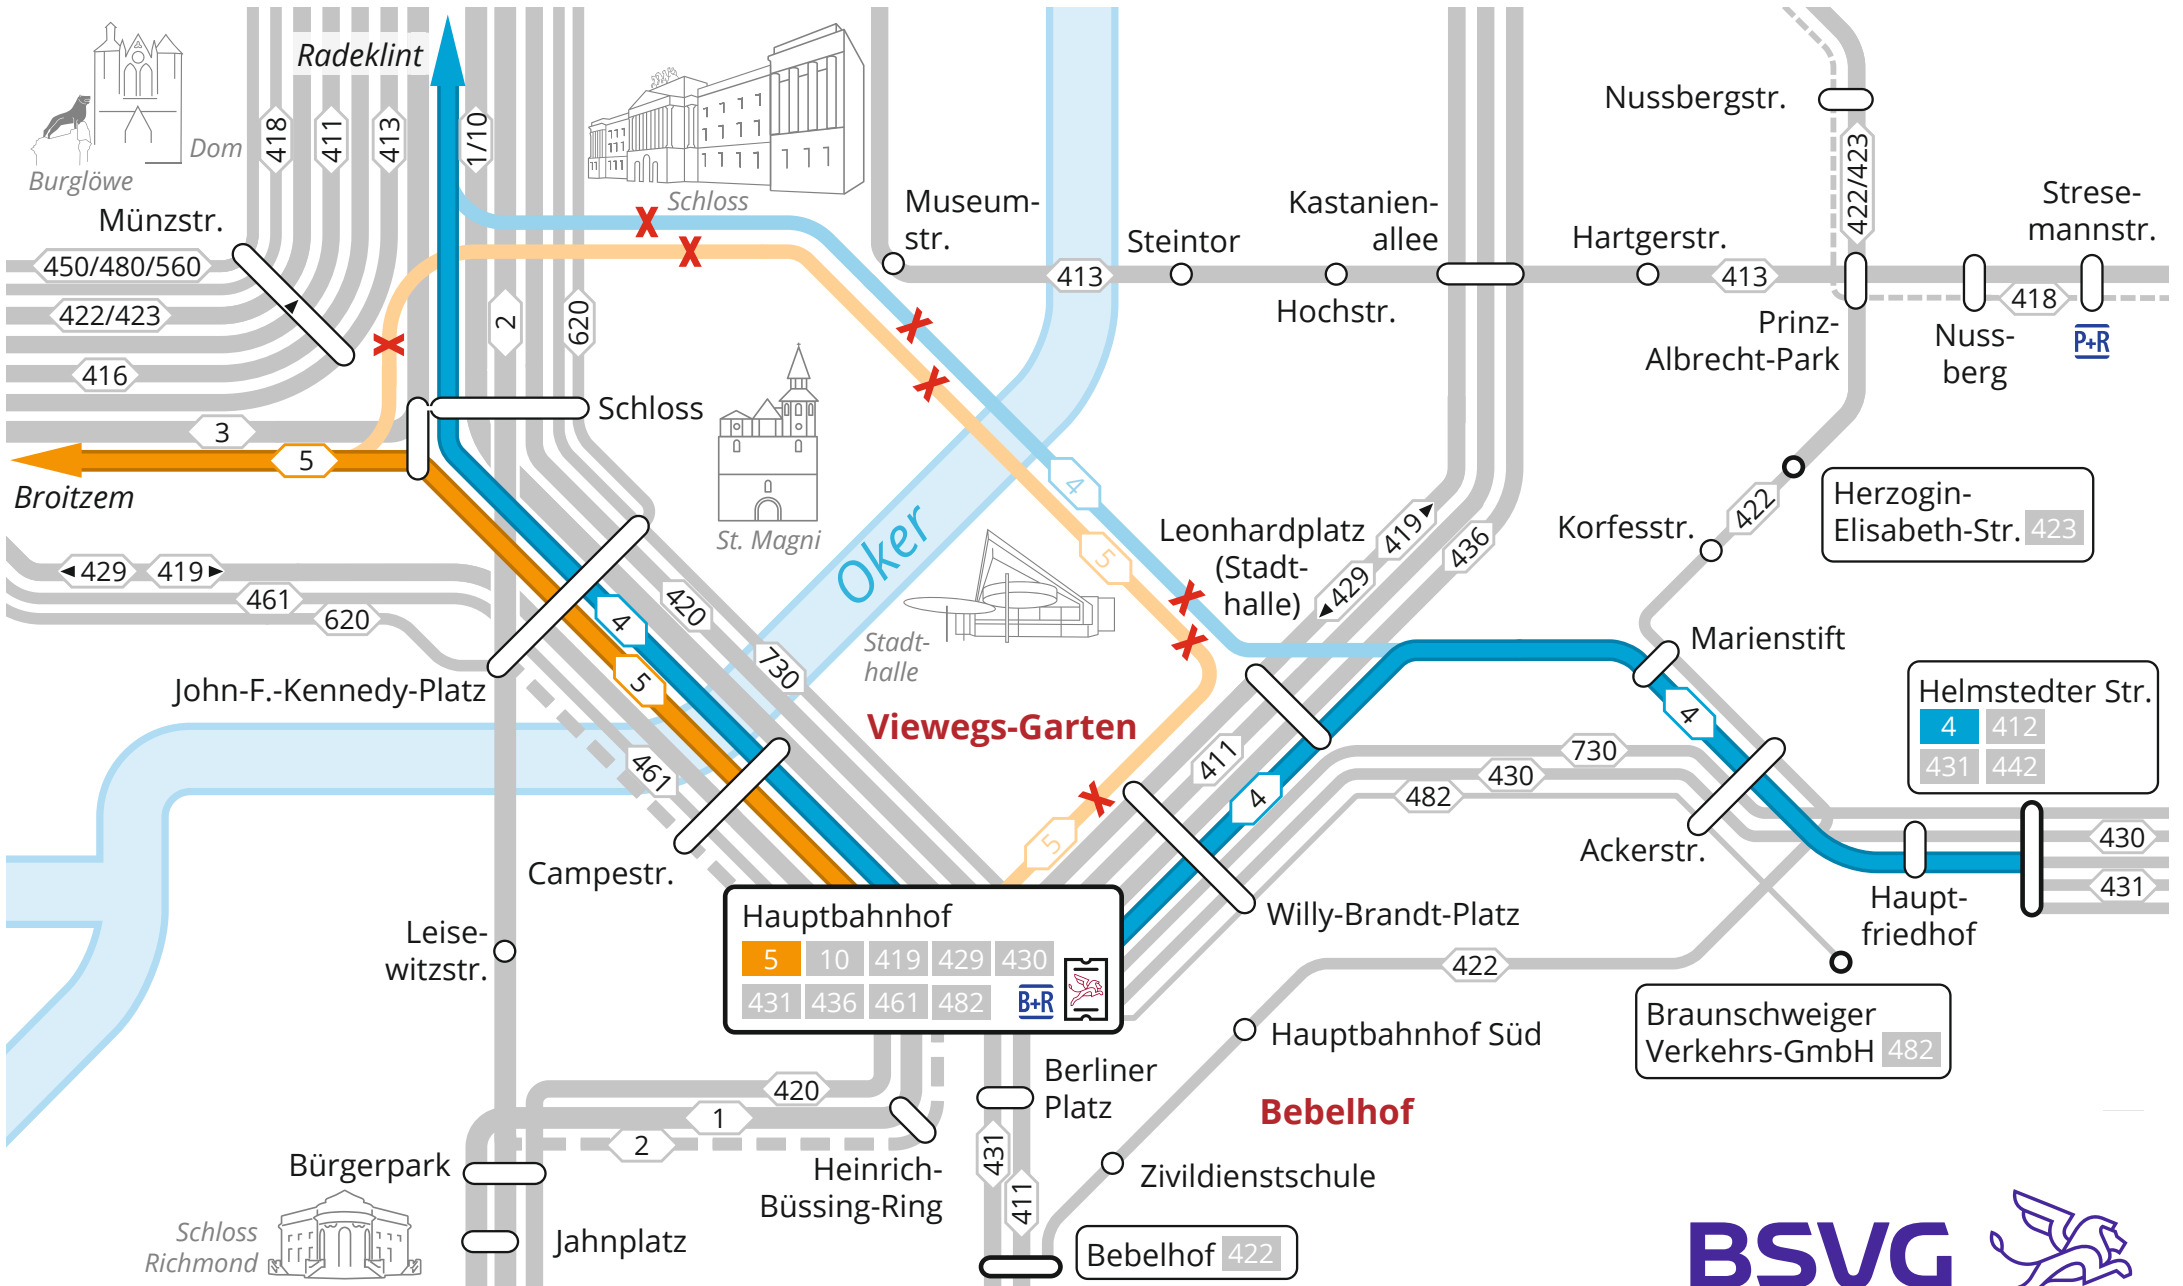 Radeklint
Dom
Burglöwe
418
411
413
1/10
Schloss
Münzstr.
450/480/560
422/423
416
3
5
Broitzem
2
620
Schloss
St. Magni
Museum-
str.
413
Steintor
Hochstr.
Kastanien-
allee
Hartgerstr.
413
Nussbergstr.
422/423
Strese-
mannstr.
418
P+R
Nuss-
berg
Prinz-
Albrecht-Park
Herzogin-
Elisabeth-Str. 423
422
Korfesstr.
Marienstift
4
Oker
5
Stadt-
halle
Leonhardplatz
(Stadt-
halle)
419
429
436
429
419
461
620
John-F.-Kennedy-Platz
4
5
420
730
461
Campestr.
Viewegs-Garten
411
4
5
730
430
482
4
Ackerstr.
Helmstedter Str.
4 412
431 442
430
431
Haupt-
friedhof
Willy-Brandt-Platz
Leise-
witzstr.
Hauptbahnhof
5 10 419 429 430
431 436 461 482 B+R
422
Hauptbahnhof Süd
Braunschweiger
Verkehrs-GmbH 482
Berliner
Platz
Bebelhof
420
1
2
Heinrich-
Büssing-Ring
431
411
Zivildienstschule
Bürgerpark
Schloss
Richmond
Jahnplatz
Bebelhof 422
BSVG